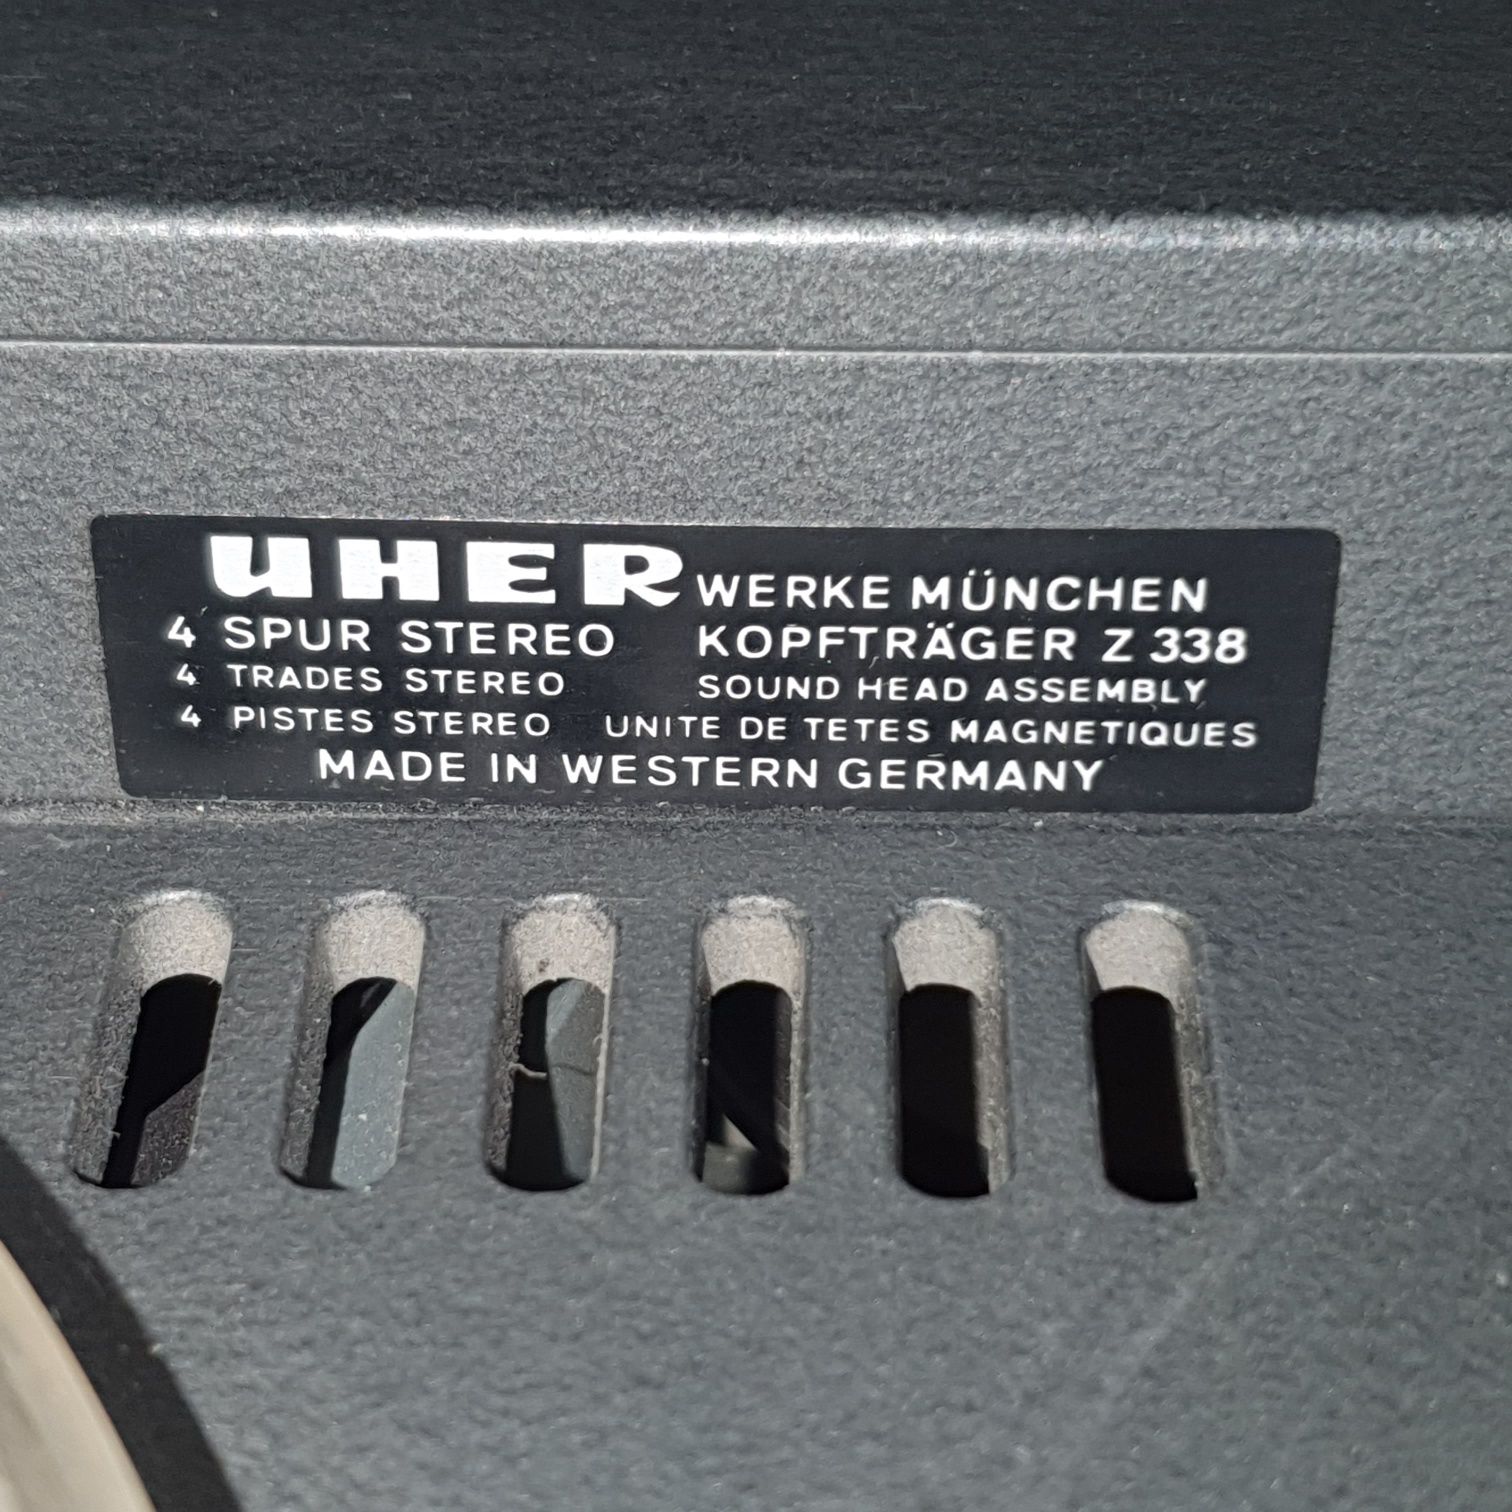 UHER WERKE MÜNCHEN
4 SPUR STEREO KOPFTRÄGER Z 338
4 TRADES STEREO SOUND HEAD ASSEMBLY
4 PISTES STEREO UNITE DE TETES MAGNETIQUES
MADE IN WESTERN GERMANY